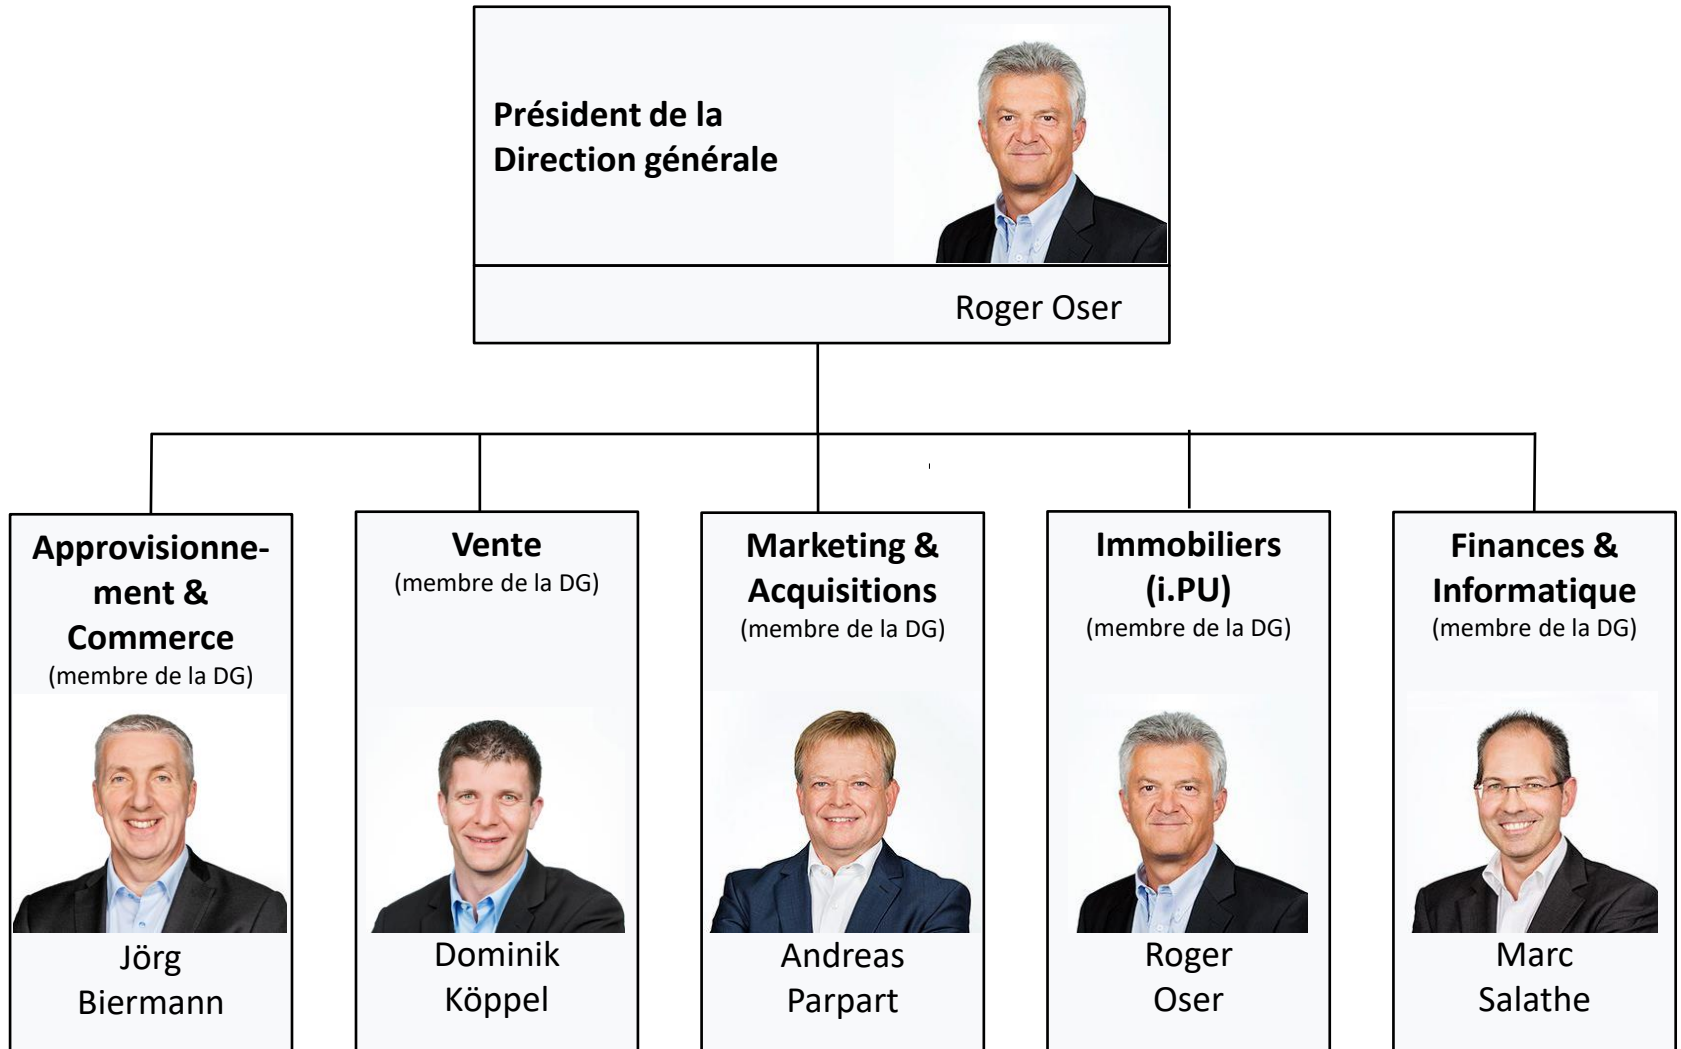 Président de la
Direction générale
Roger Oser
Approvisionne-
ment &
Commerce
(membre de la DG)
Jörg
Biermann
Vente
(membre de la DG)
Dominik
Köppel
Marketing &
Acquisitions
(membre de la DG)
Andreas
Parpart
Immobiliers
(i.PU)
(membre de la DG)
Roger
Oser
Finances &
Informatique
(membre de la DG)
Marc
Salathe